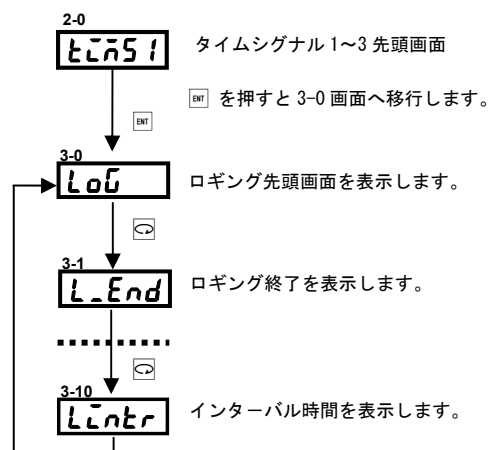 2-0
timS1
タイムシグナル 1～3 先頭画面
ENT を押すと 3-0 画面へ移行します。
ENT
3-0
LoG
ロギング先頭画面を表示します。
3-1
L_End
ロギング終了を表示します。
3-10
Lintr
インターバル時間を表示します。